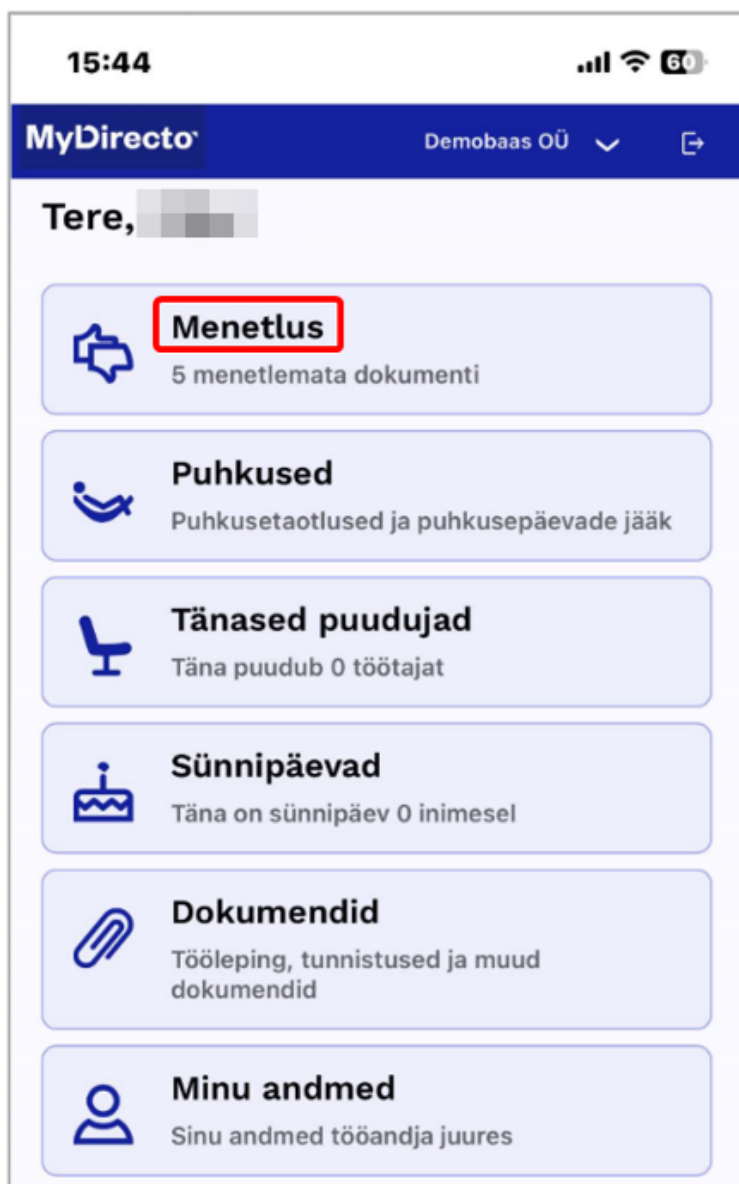 15:44
60
MyDirecto
Demobaas OÜ
Tere,
Menetlus
5 menetlemata dokumenti
Puhkused
Puhkusetaotlused ja puhkusepäevade jääk
Tänased puudujad
Täna puudub 0 töötajat
Sünnipäevad
Täna on sünnipäev 0 inimesel
Dokumendid
Tööleping, tunnistused ja muud
dokumendid
Minu andmed
Sinu andmed tööandja juures